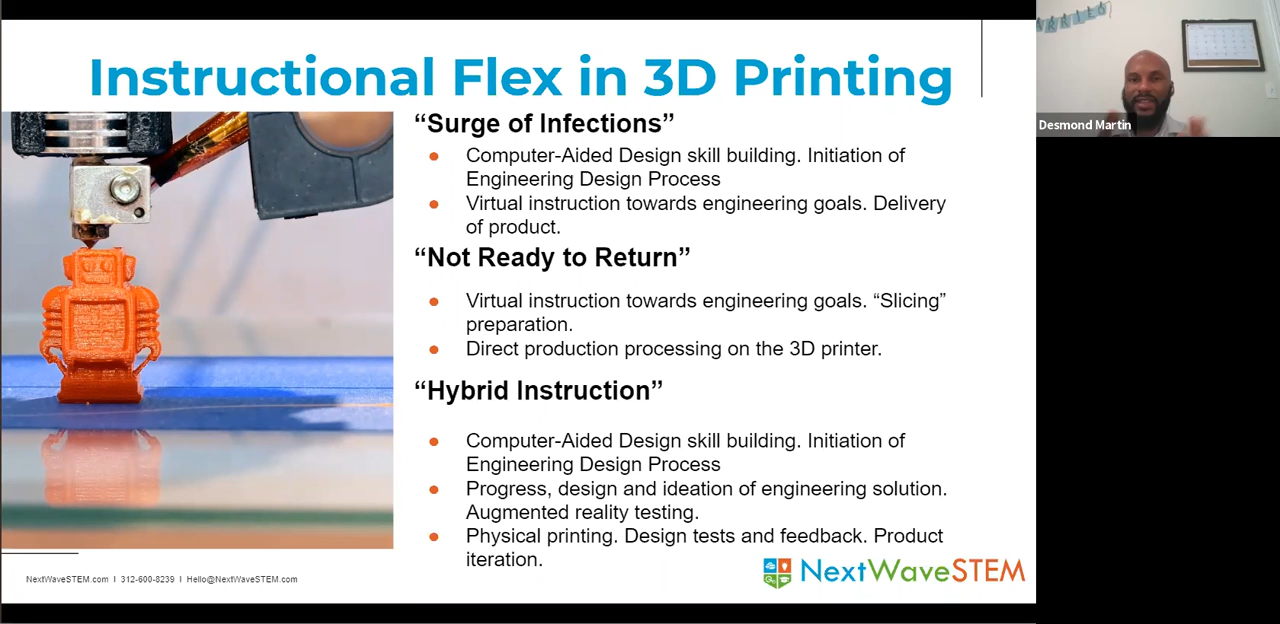 Instructional Flex in 3D Printing
“Surge of Infections”
● Computer-Aided Design skill building. Initiation of
Engineering Design Process
● Virtual instruction towards engineering goals. Delivery
of product.
“Not Ready to Return”
● Virtual instruction towards engineering goals. “Slicing”
preparation.
● Direct production processing on the 3D printer.
“Hybrid Instruction”
● Computer-Aided Design skill building. Initiation of
Engineering Design Process
● Progress, design and ideation of engineering solution.
Augmented reality testing.
● Physical printing. Design tests and feedback. Product
iteration.
NextWaveSTEM.com I 312-600-8239 I Hello@NextWaveSTEM.com
NextWaveSTEM
Desmond Martin